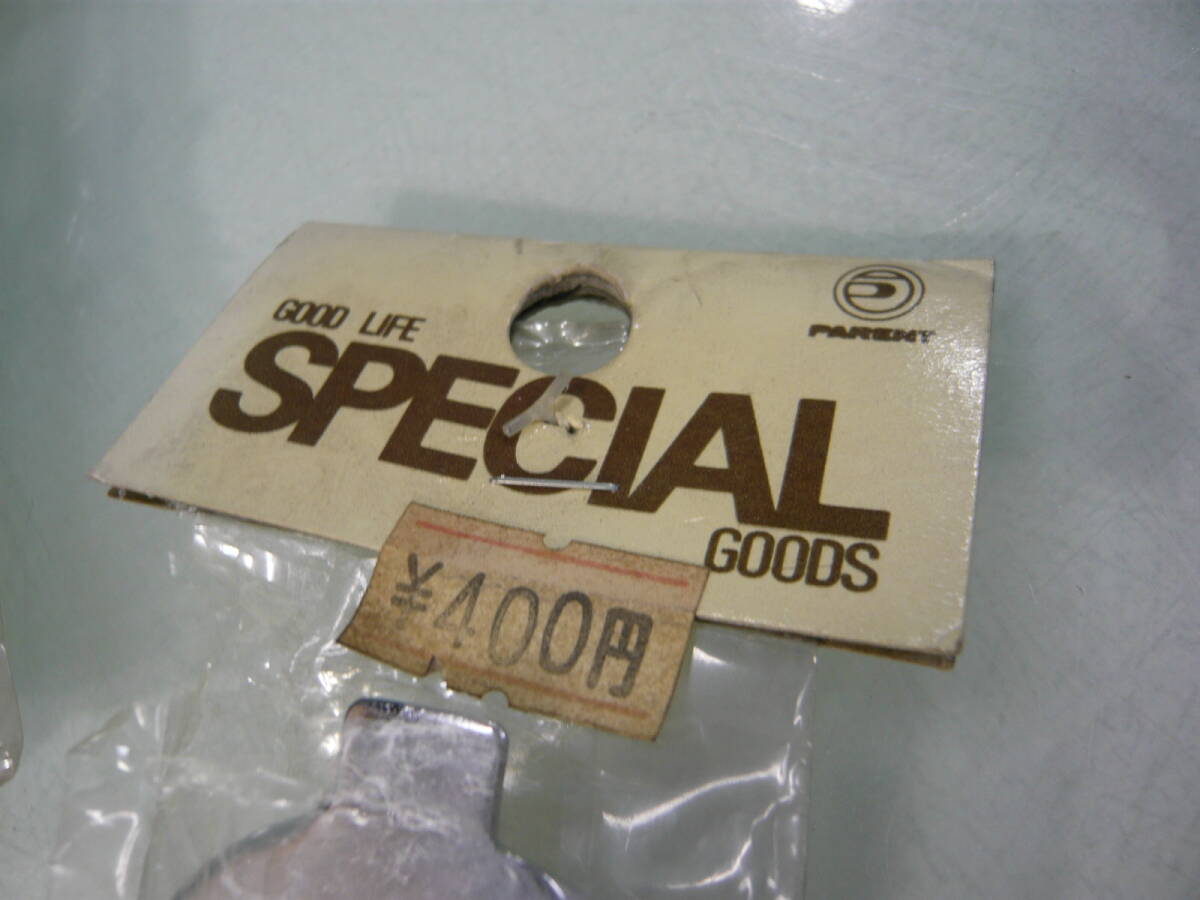 PARENT
GOOD LIFE
SPECIAL
GOODS
¥400円